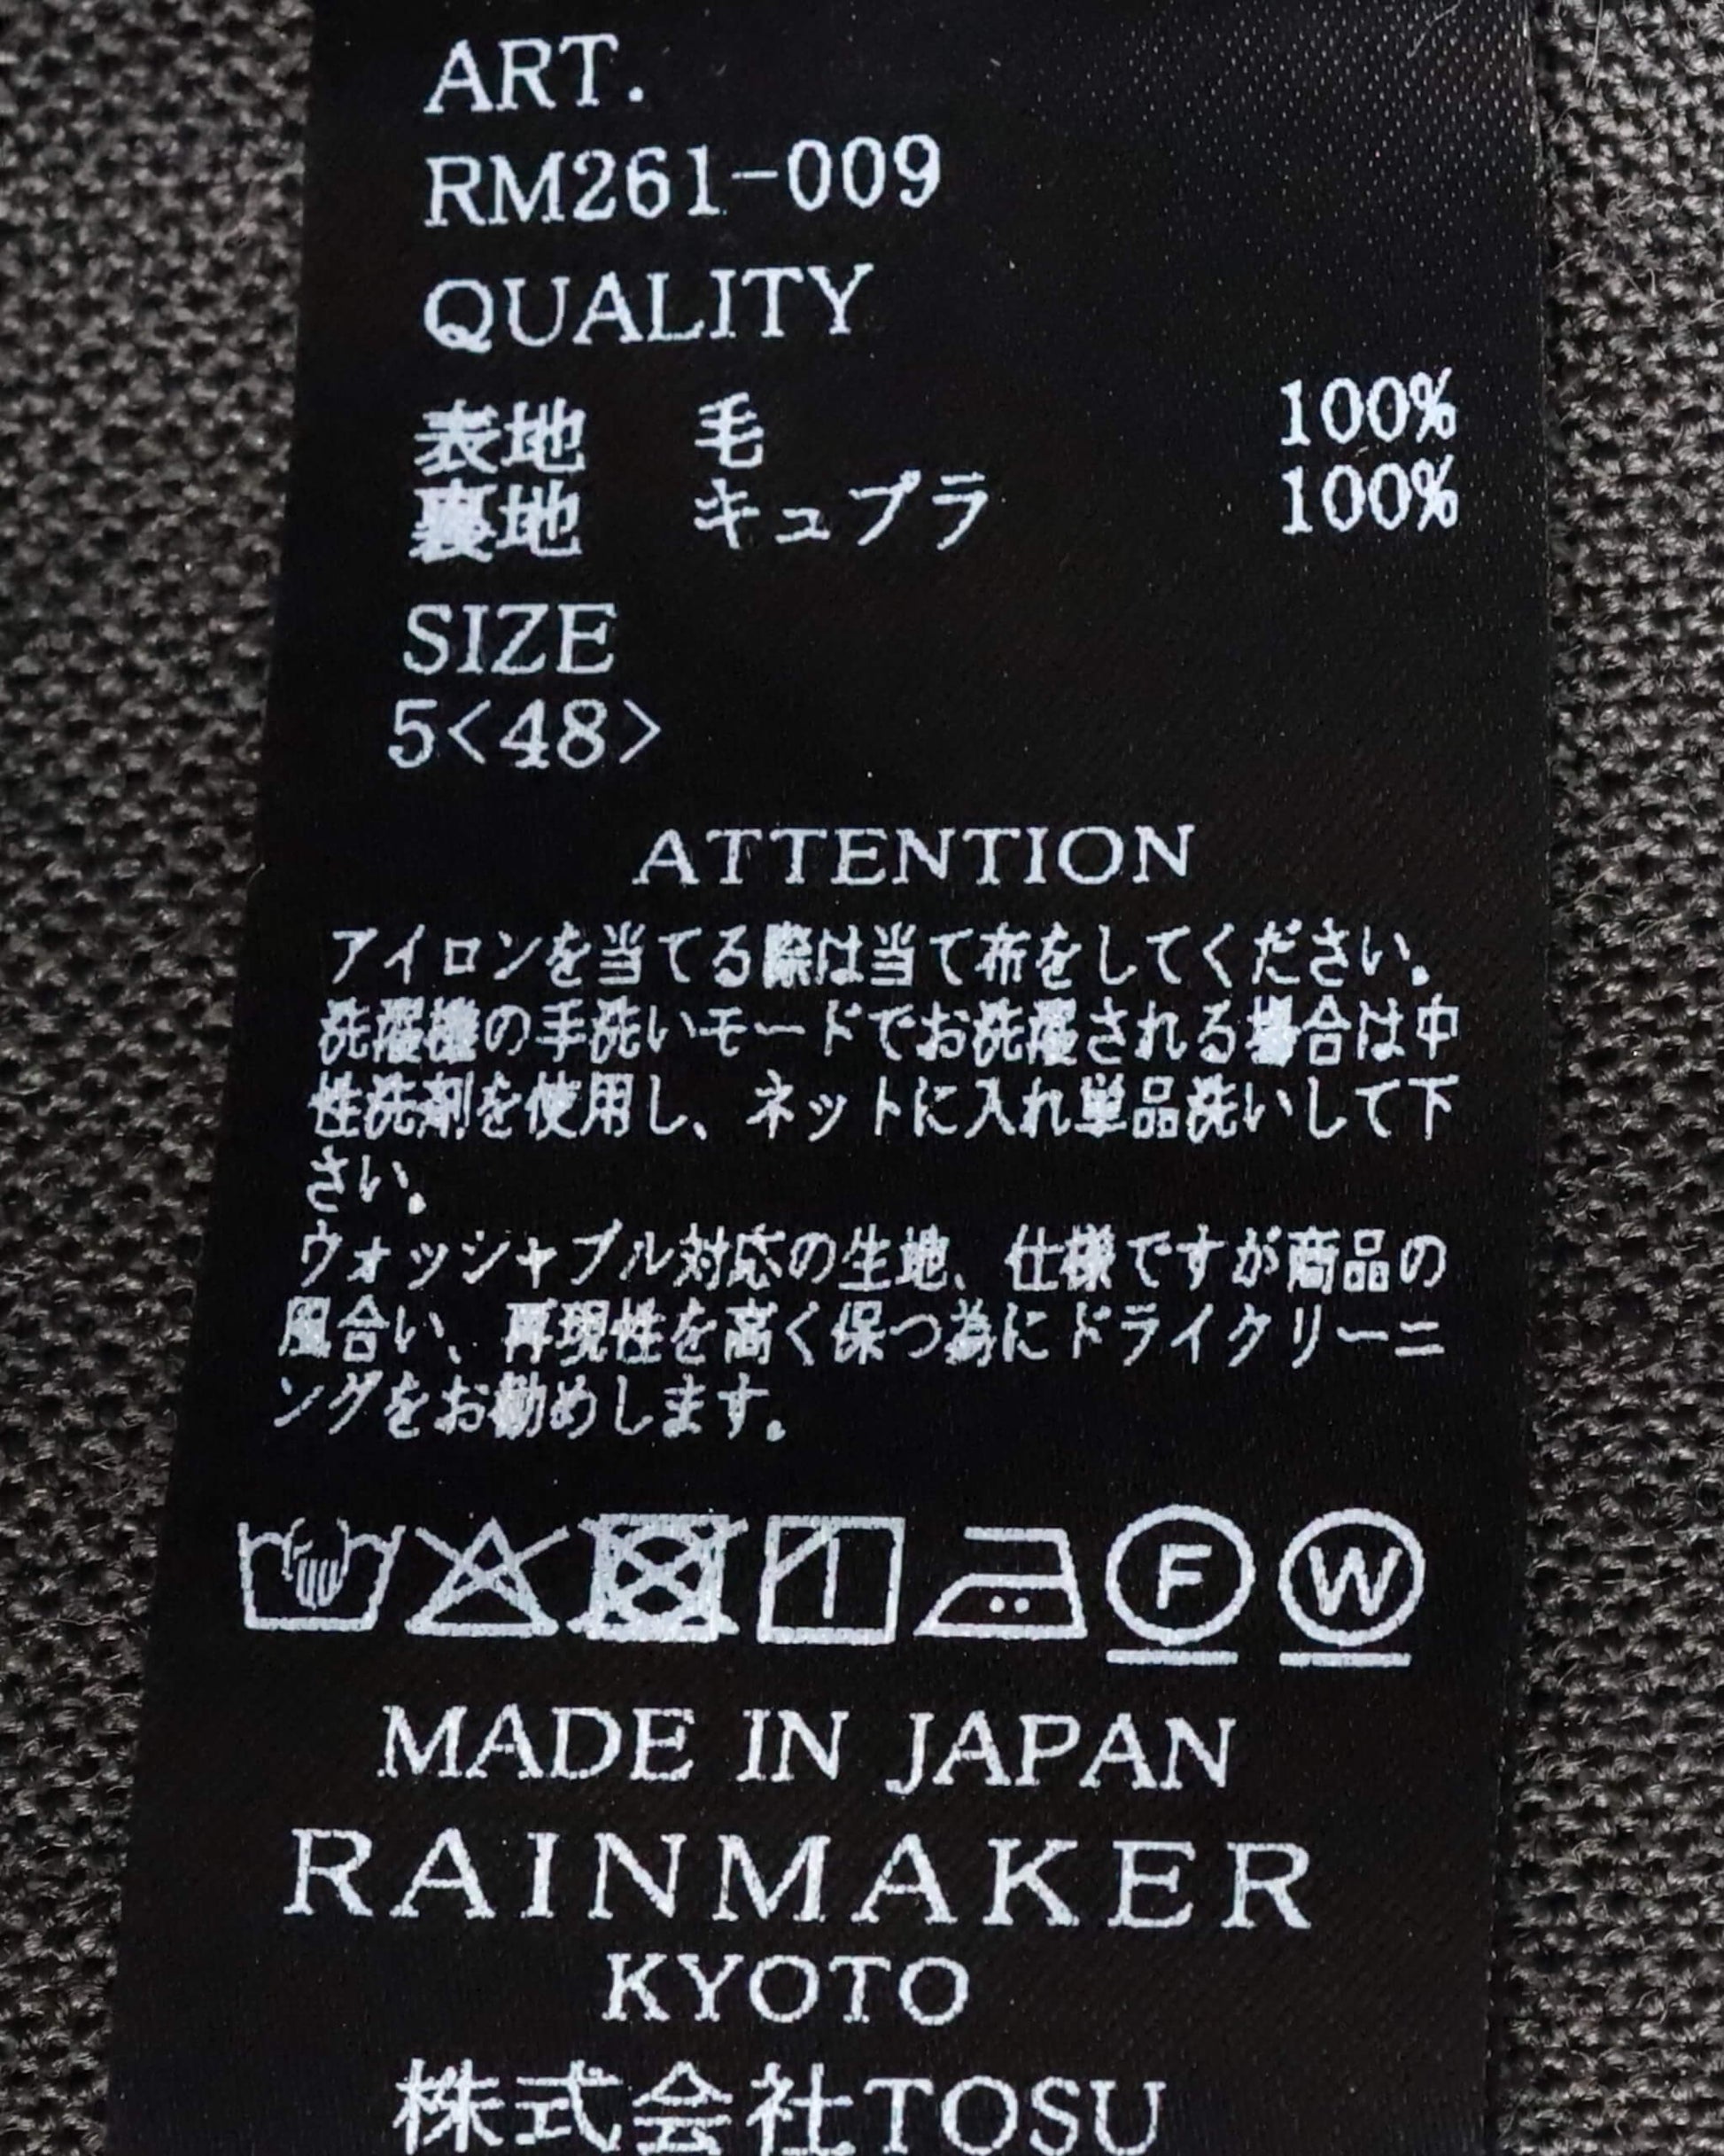 ART.
RM261-009
QUALITY
表地 毛 100%
裏地 キュプラ 100%
SIZE
5<48>
ATTENTION
アイロンを当てる際は当て布をしてください。
洗濯機の手洗いモードでお洗濯される場合は中
性洗剤を使用し、ネットに入れ単品洗いして下
さい。
ウォッシャブル対応の生地、仕様ですが商品の
風合い、再現性を高く保つ為にドライクリーニ
ングをお勧めします。
F W
MADE IN JAPAN
RAINMAKER
KYOTO
株式会社TOSU